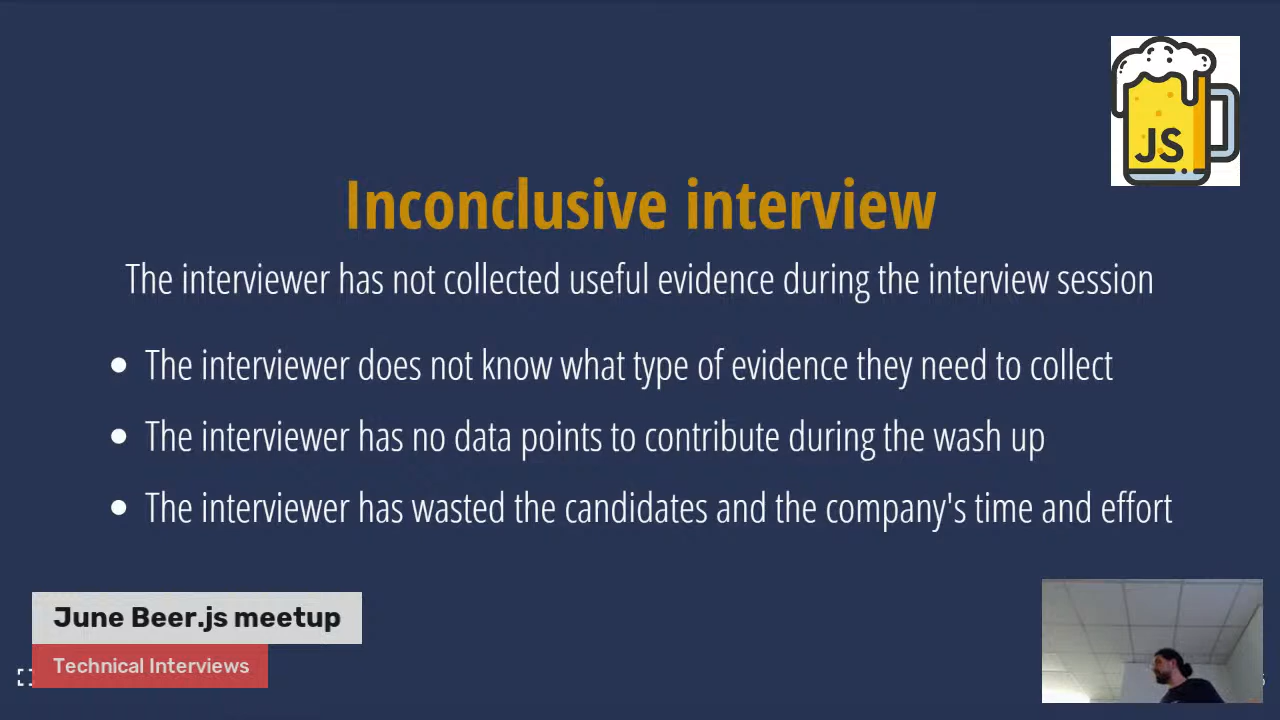 JS
Inconclusive interview
The interviewer has not collected useful evidence during the interview session
The interviewer does not know what type of evidence they need to collect
The interviewer has no data points to contribute during the wash up
The interviewer has wasted the candidates and the company's time and effort
June Beer.js meetup
Technical Interviews